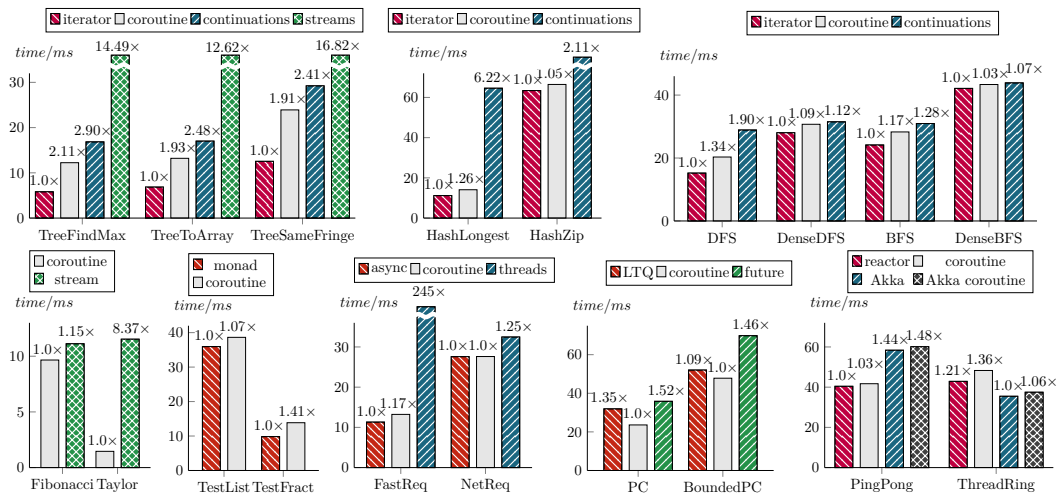 iterator coroutine continuations streams
time/ms
14.49× 12.62× 16.82×
30
20
10
0
1.0× 2.11× 2.90×
1.0× 1.93× 2.48×
1.0× 1.91× 2.41×
TreeFindMax TreeToArray TreeSameFringe
iterator coroutine continuations
time/ms
60
40
20
0
1.0× 1.26× 6.22×
1.0× 1.05× 2.11×
HashLongest HashZip
iterator coroutine continuations
time/ms
40
20
0
1.0× 1.34× 1.90×
1.0× 1.09× 1.12×
1.0× 1.17× 1.28×
1.0× 1.03× 1.07×
DFS DenseDFS BFS DenseBFS
coroutine
stream
time/ms
10
5
0
1.0× 1.15×
1.0× 8.37×
Fibonacci Taylor
monad
coroutine
time/ms
40
30
20
10
0
1.0× 1.07×
1.0× 1.41×
TestList TestFract
async coroutine threads
time/ms
30
20
10
0
1.0× 1.17× 245×
1.0× 1.0× 1.25×
FastReq NetReq
LTQ coroutine future
time/ms
60
40
20
0
1.35× 1.0× 1.52×
1.09× 1.0× 1.46×
PC BoundedPC
reactor coroutine
Akka Akka coroutine
time/ms
60
40
20
0
1.0× 1.03× 1.44× 1.48×
1.21× 1.36× 1.0× 1.06×
PingPong ThreadRing